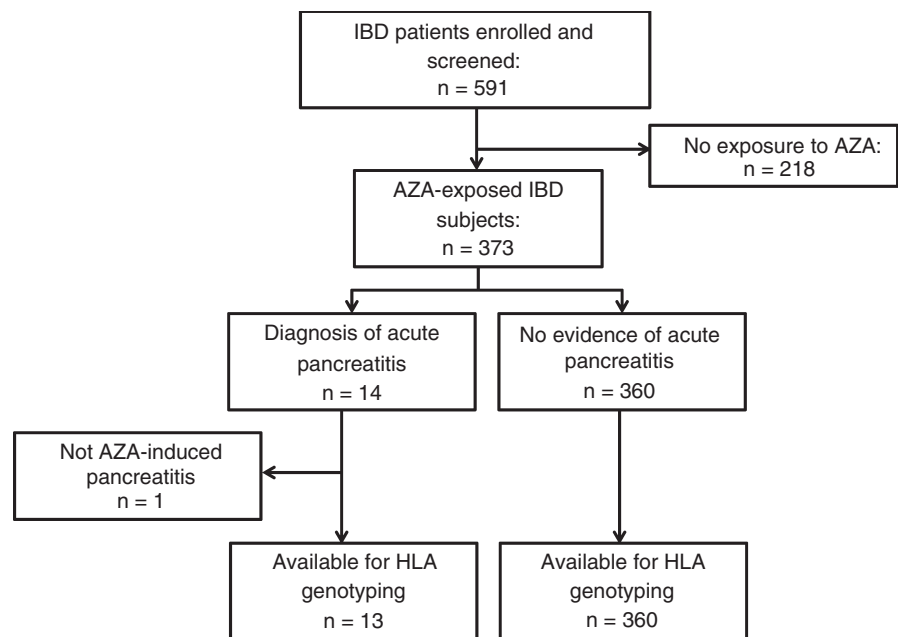 IBD patients enrolled and
screened:
n = 591
No exposure to AZA:
n = 218
AZA-exposed IBD
subjects:
n = 373
Diagnosis of acute
pancreatitis
n = 14
No evidence of acute
pancreatitis
n = 360
Not AZA-induced
pancreatitis
n = 1
Available for HLA
genotyping
n = 13
Available for HLA
genotyping
n = 360